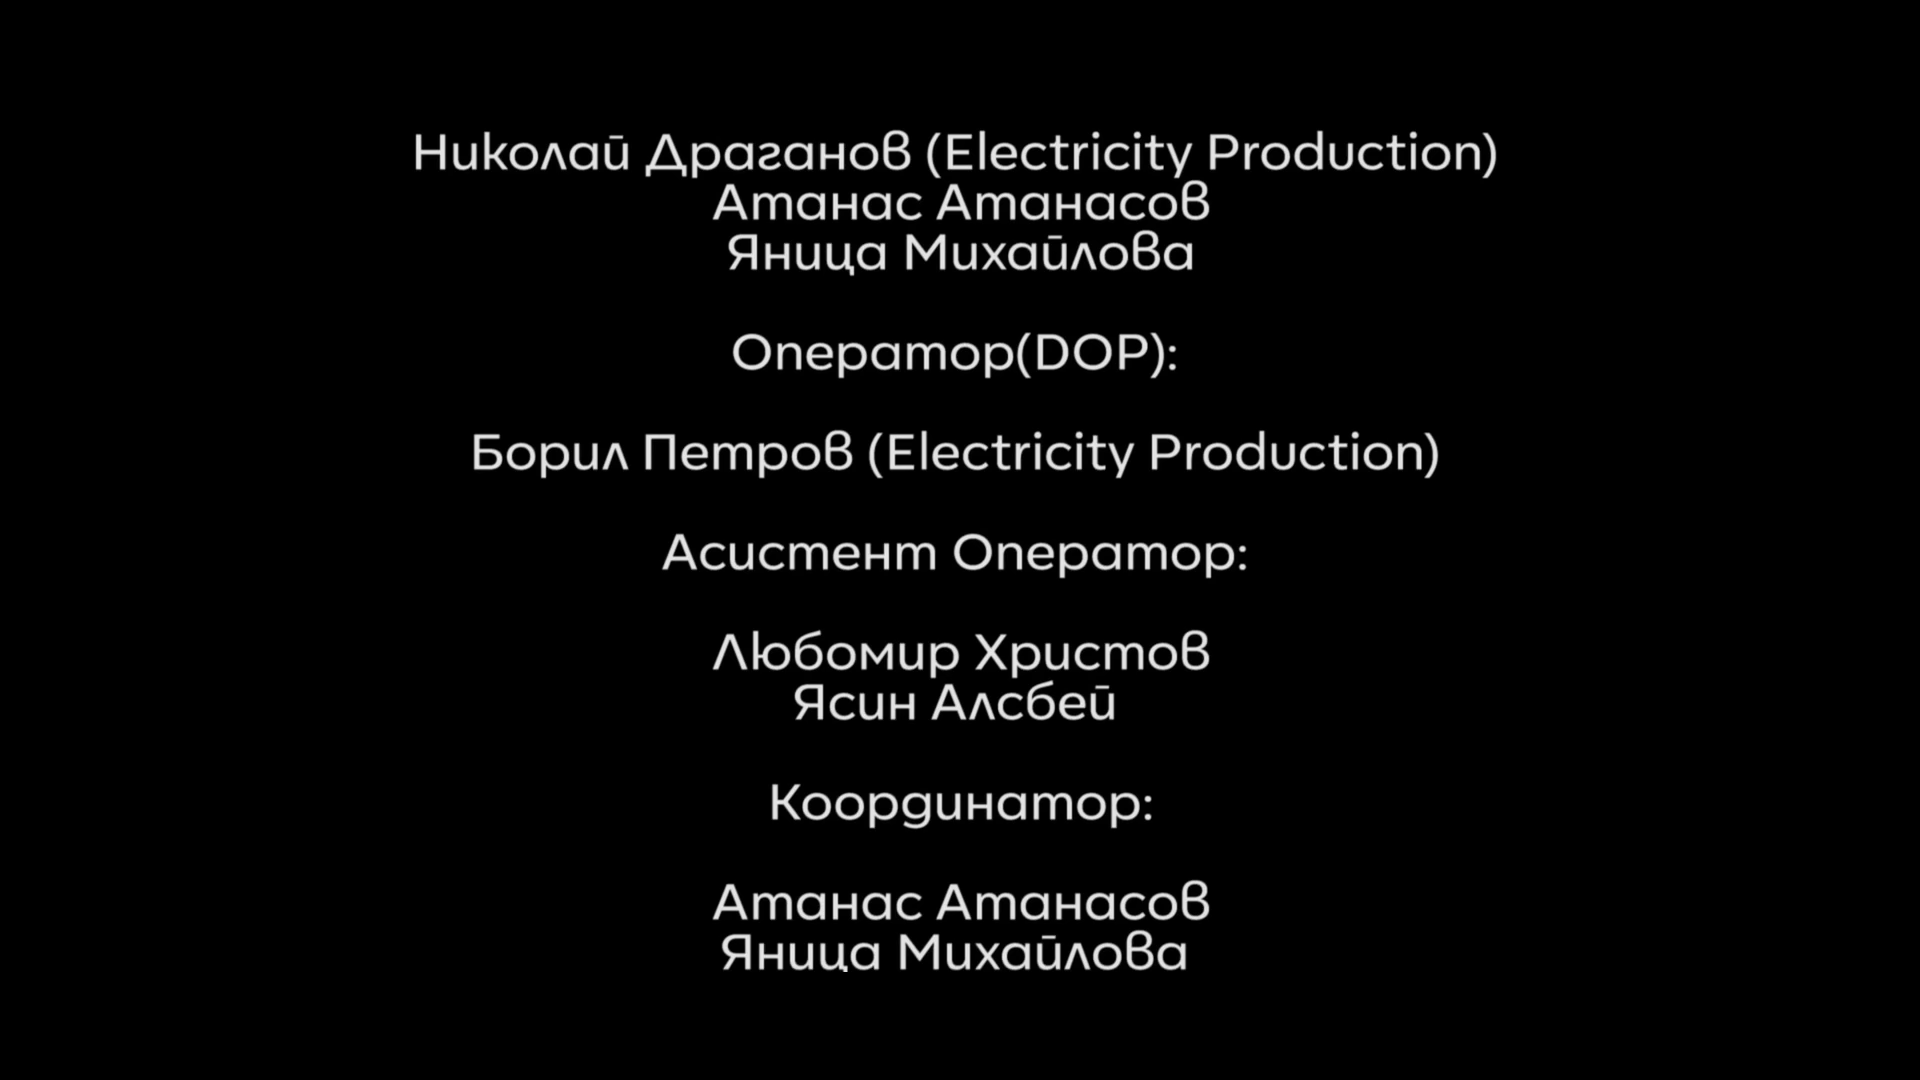 Николай Драганов (Electricity Production)
Атанас Атанасов
Яница Михайлова
Оператор(DOP):
Борил Петров (Electricity Production)
Асистент Оператор:
Любомир Христов
Ясин Алсбей
Координатор:
Атанас Атанасов
Яница Михайлова